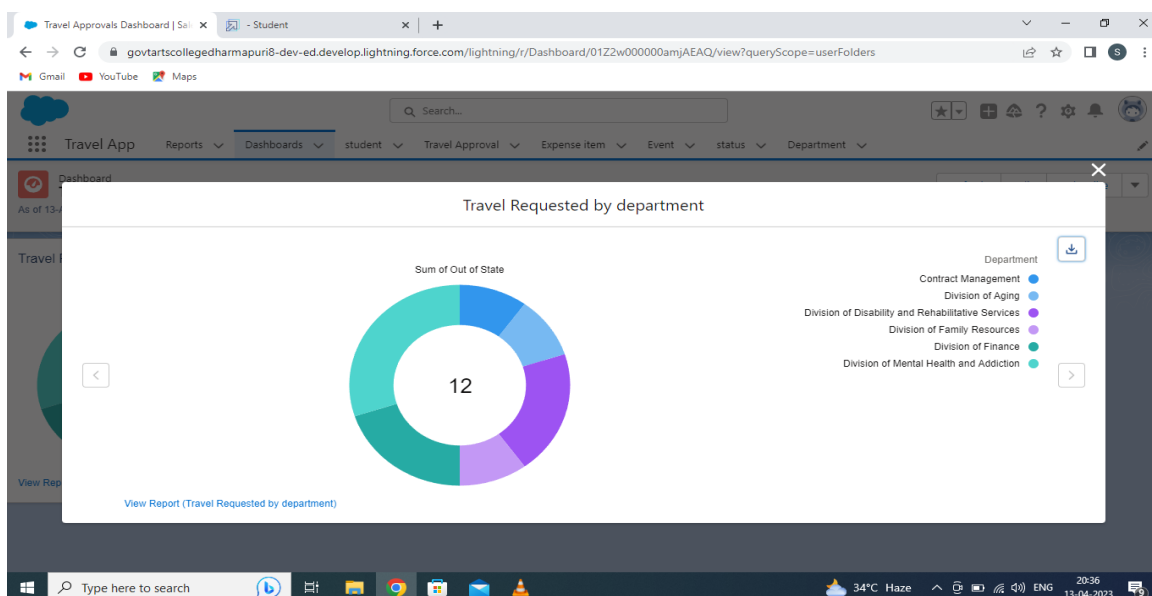 Travel Approvals Dashboard | Sal
- Student
govtartscollegedharmapuri8-dev-ed.develop.lightning.force.com/lightning/r/Dashboard/01Z2w000000amjAEAQ/view?queryScope=userFolders
S
Gmail YouTube Maps
Search...
Travel App Reports Dashboards student Travel Approval Expense item Event status Department
Dashboard
As of 13-
Travel Requested by department
Travel
Sum of Out of State
12
Department
Contract Management
Division of Aging
Division of Disability and Rehabilitative Services
Division of Family Resources
Division of Finance
Division of Mental Health and Addiction
View Rep
View Report (Travel Requested by department)
Type here to search
34°C Haze ENG
20:36
13-04-2023
9